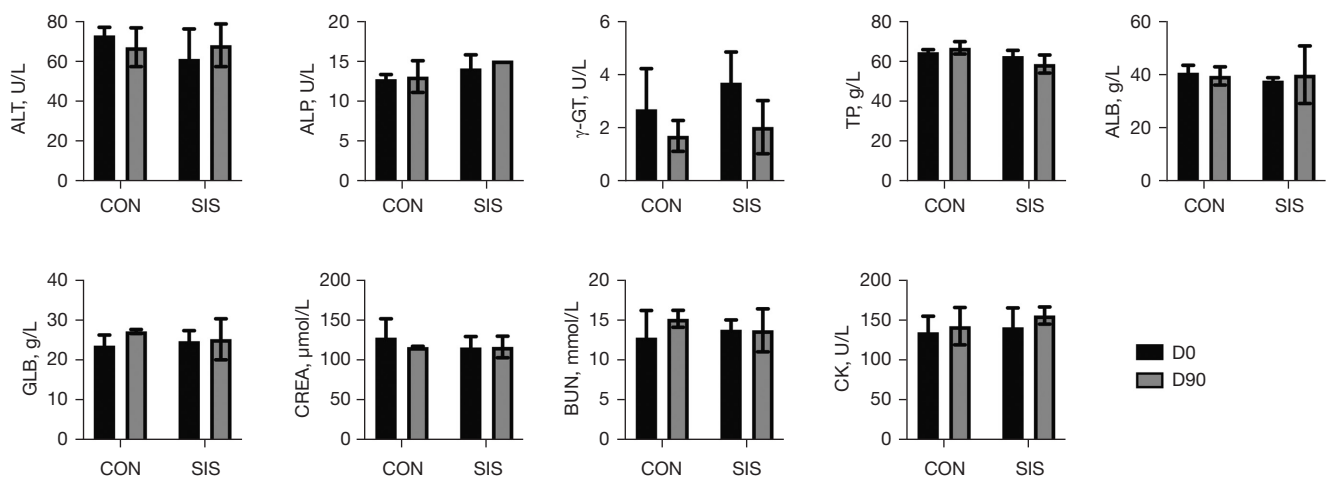 ALT, U/L
80
60
40
20
0
CON SIS
ALP, U/L
20
15
10
5
0
CON SIS
γ-GT, U/L
6
4
2
0
CON SIS
TP, g/L
80
60
40
20
0
CON SIS
ALB, g/L
60
40
20
0
CON SIS
GLB, g/L
40
30
20
10
0
CON SIS
CREA, μmol/L
200
150
100
50
0
CON SIS
BUN, mmol/L
20
15
10
5
0
CON SIS
CK, U/L
200
150
100
50
0
CON SIS
D0
D90